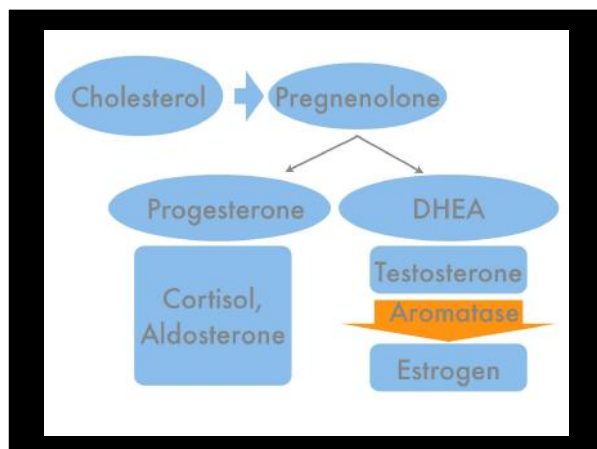 Cholesterol
Pregnenolone
Progesterone
DHEA
Cortisol,
Aldosterone
Testosterone
Aromatase
Estrogen